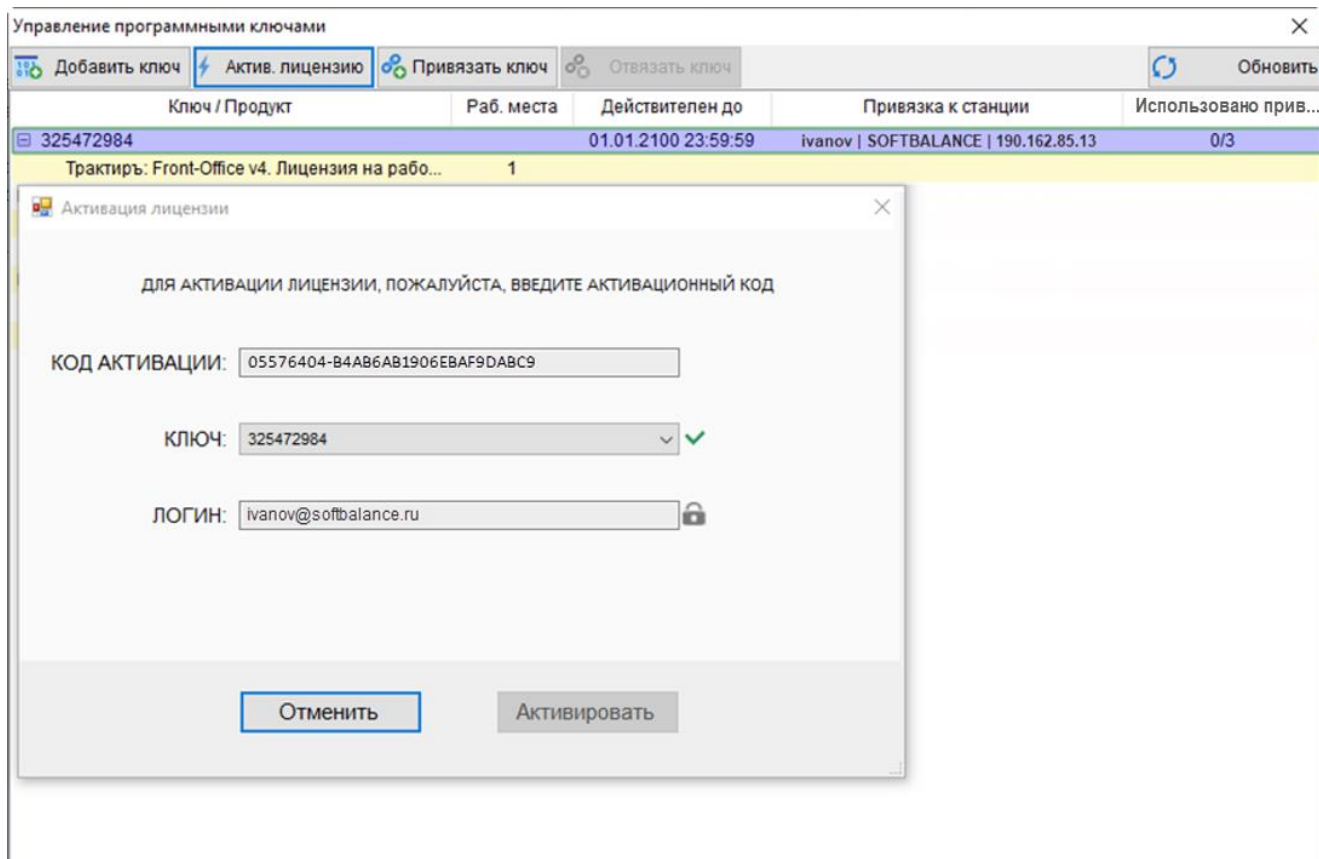 Управление программными ключами
Добавить ключ Актив. лицензию Привязать ключ Отвязать ключ Обновить
Ключ / Продукт Раб. места Действителен до Привязка к станции Использовано прив...
325472984 01.01.2100 23:59:59 ivanov | SOFTBALANCE | 190.162.85.13 0/3
Трактиръ: Front-Office v4. Лицензия на рабо... 1
Активация лицензии
ДЛЯ АКТИВАЦИИ ЛИЦЕНЗИИ, ПОЖАЛУЙСТА, ВВЕДИТЕ АКТИВАЦИОННЫЙ КОД
КОД АКТИВАЦИИ: 05576404-B4AB6AB1906EBAF9DABC9
КЛЮЧ: 325472984
ЛОГИН: ivanov@softbalance.ru
Отменить Активировать